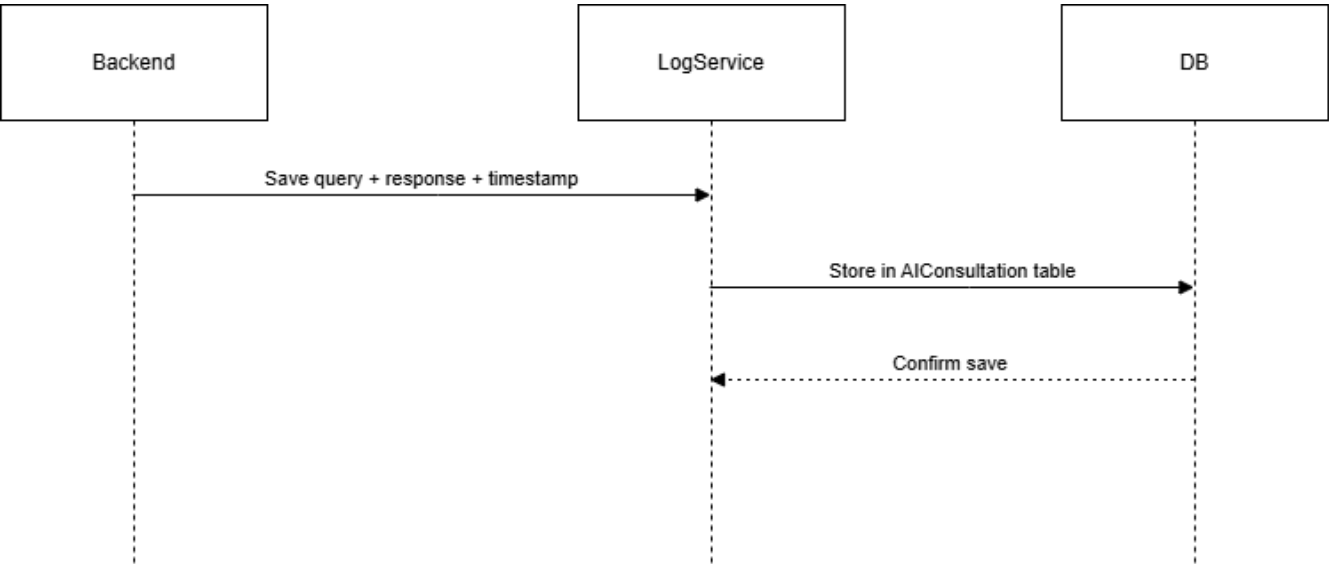 Backend
LogService
DB
Save query + response + timestamp
Store in AIConsultation table
Confirm save